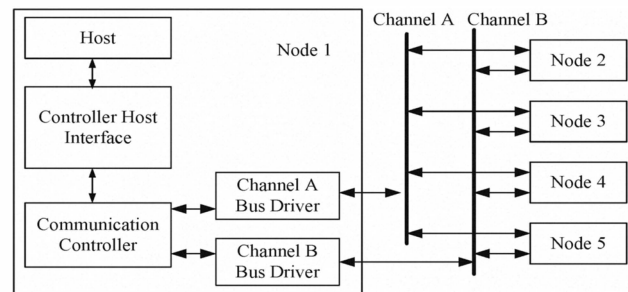 Host
Node 1
Controller Host
Interface
Communication
Controller
Channel A
Bus Driver
Channel B
Bus Driver
Channel A
Channel B
Node 2
Node 3
Node 4
Node 5